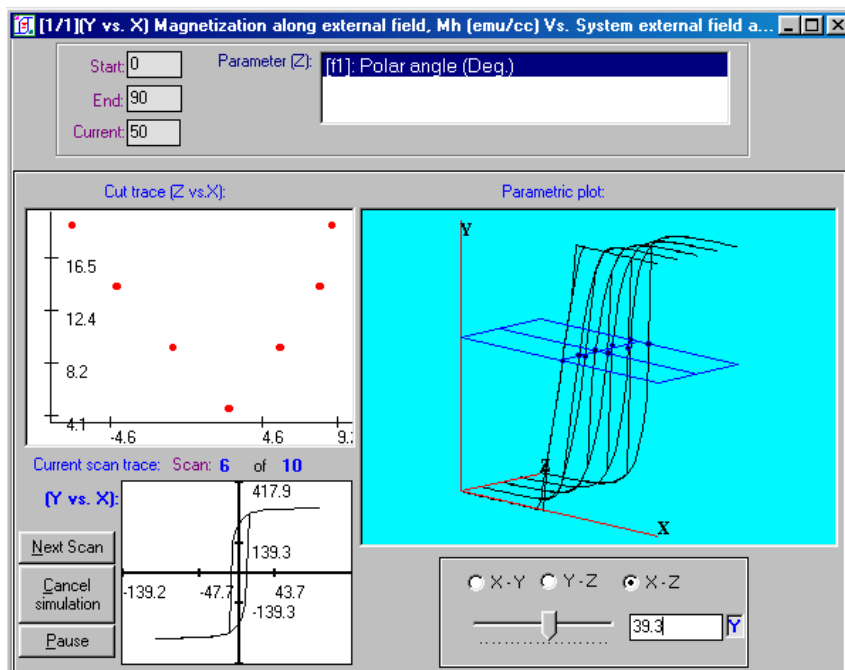 [1/1](Y vs. X) Magnetization along external field, Mh (emu/cc) Vs. System external field a...
Start: 0
Parameter (Z): [f1]: Polar angle (Deg.)
End: 90
Current: 50
Cut trace (Z vs.X):
Parametric plot:
16.5
12.4
8.2
4.1
-4.6
4.6
Y
Z
X
Current scan trace: Scan: 6 of 10
(Y vs. X):
417.9
139.3
-139.2
-47.7
43.7
-139.3
Next Scan
Cancel
simulation
Pause
X-Y Y-Z X-Z
39.3 Y